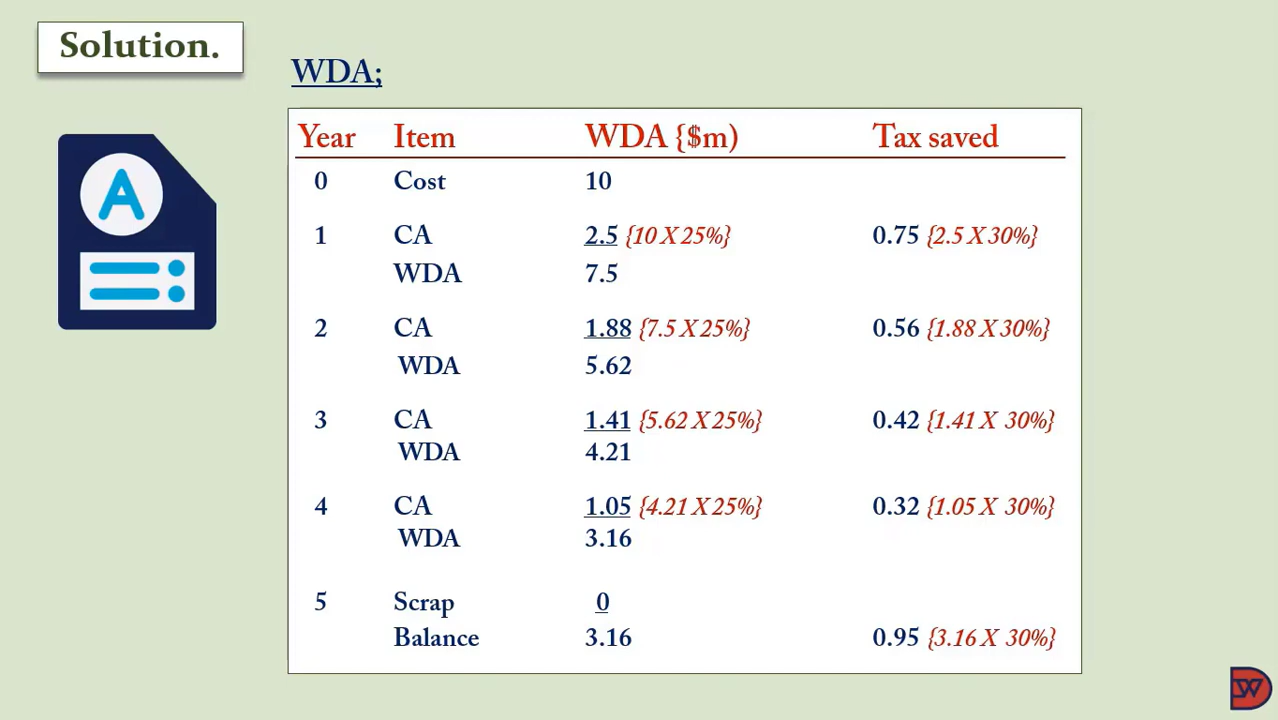 Solution.
WDA;
Year Item WDA {$m) Tax saved
0 Cost 10
1 CA 2.5 {10 X 25%} 0.75 {2.5 X 30%}
WDA 7.5
2 CA 1.88 {7.5 X 25%} 0.56 {1.88 X 30%}
WDA 5.62
3 CA 1.41 {5.62 X 25%} 0.42 {1.41 X 30%}
WDA 4.21
4 CA 1.05 {4.21 X 25%} 0.32 {1.05 X 30%}
WDA 3.16
5 Scrap 0
Balance 3.16 0.95 {3.16 X 30%}
A
W